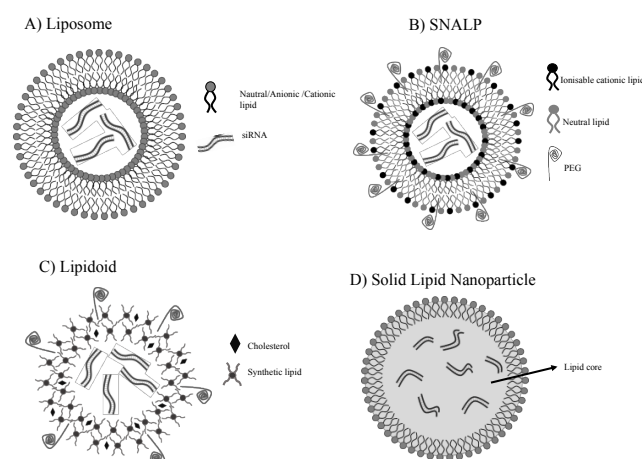 A) Liposome
Nautral/Anionic /Cationic
lipid
siRNA
B) SNALP
Ionisable cationic lipid
Neutral lipid
PEG
C) Lipidoid
Cholesterol
Synthetic lipid
D) Solid Lipid Nanoparticle
Lipid core